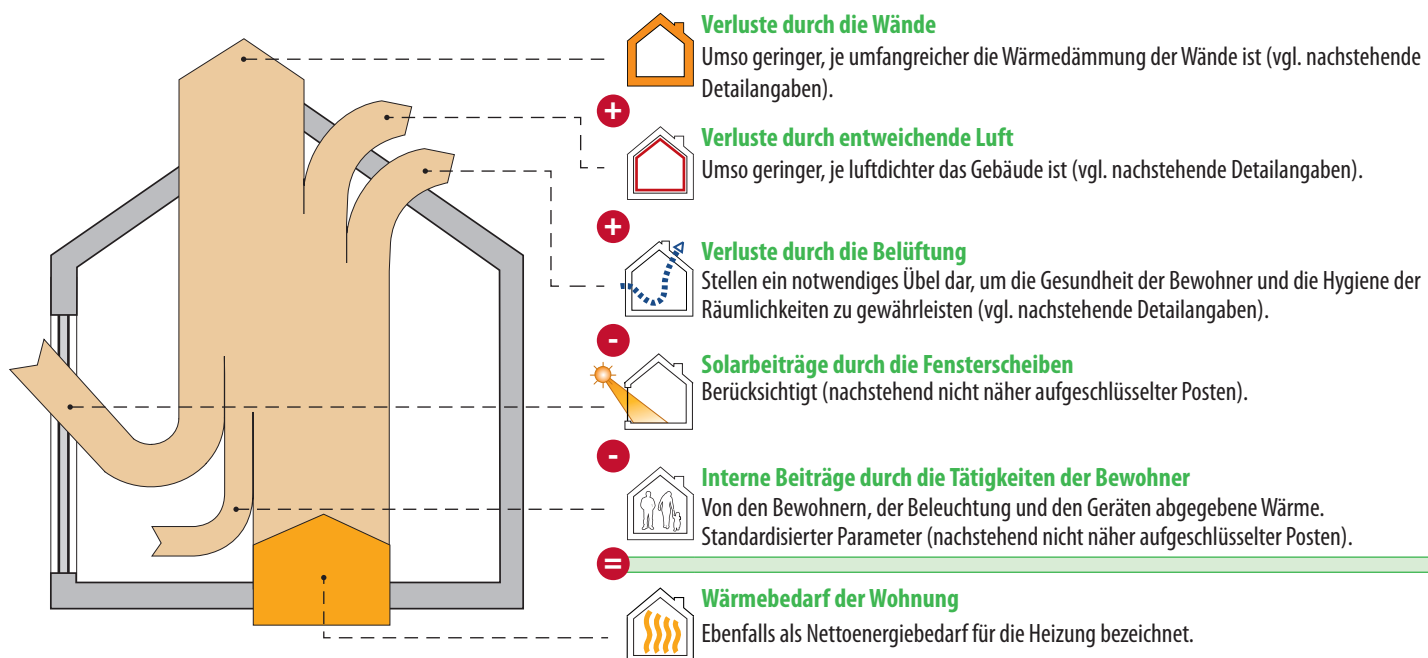 Verluste durch die Wände
Umso geringer, je umfangreicher die Wärmedämmung der Wände ist (vgl. nachstehende
Detailangaben).
+
Verluste durch entweichende Luft
Umso geringer, je luftdichter das Gebäude ist (vgl. nachstehende Detailangaben).
+
Verluste durch die Belüftung
Stellen ein notwendiges Übel dar, um die Gesundheit der Bewohner und die Hygiene der
Räumlichkeiten zu gewährleisten (vgl. nachstehende Detailangaben).
-
Solarbeiträge durch die Fensterscheiben
Berücksichtigt (nachstehend nicht näher aufgeschlüsselter Posten).
-
Interne Beiträge durch die Tätigkeiten der Bewohner
Von den Bewohnern, der Beleuchtung und den Geräten abgegebene Wärme.
Standardisierter Parameter (nachstehend nicht näher aufgeschlüsselter Posten).
=
Wärmebedarf der Wohnung
Ebenfalls als Nettoenergiebedarf für die Heizung bezeichnet.